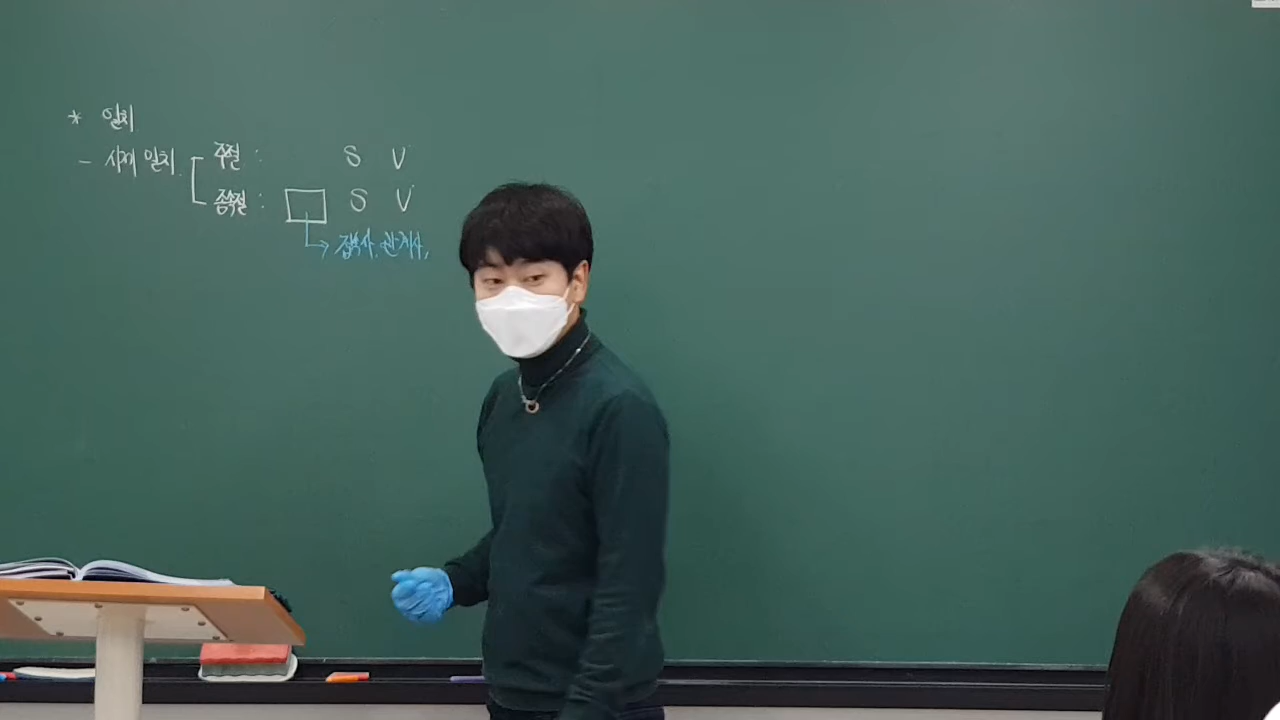 * 일치
- 시제 일치 주절 : S V
종속절 : S V
→ 접속사, 관계사,